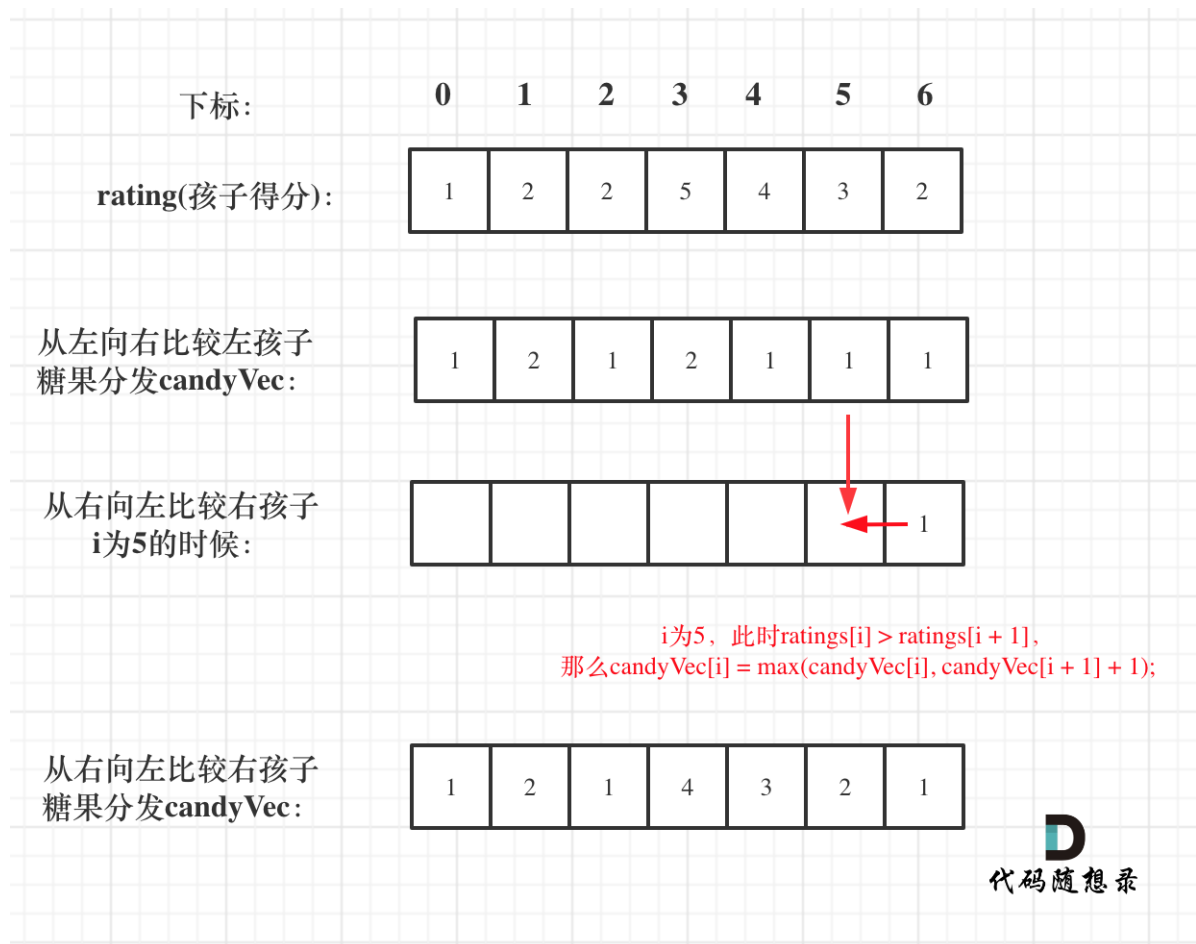 下标： 0 1 2 3 4 5 6
rating(孩子得分)： 1 2 2 5 4 3 2
从左向右比较左孩子
糖果分发candyVec： 1 2 1 2 1 1 1
从右向左比较右孩子
i为5的时候： 1
i为5，此时ratings[i] > ratings[i + 1]，
那么candyVec[i] = max(candyVec[i], candyVec[i + 1] + 1);
从右向左比较右孩子
糖果分发candyVec： 1 2 1 4 3 2 1
代码随想录